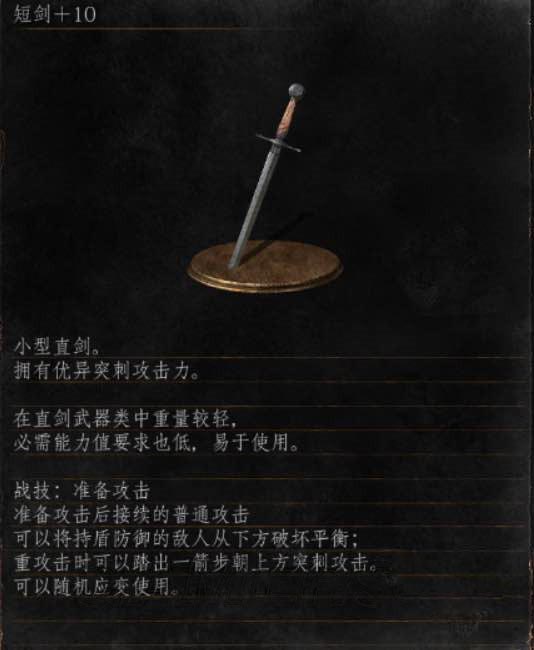 短剑＋10
小型直剑。
拥有优异突刺攻击力。
在直剑武器类中重量较轻，
必需能力值要求也低，易于使用。
战技：准备攻击
准备攻击后接续的普通攻击
可以将持盾防御的敌人从下方破坏平衡；
重攻击时可以踏出一箭步朝上方突刺攻击。
可以随机应变使用。